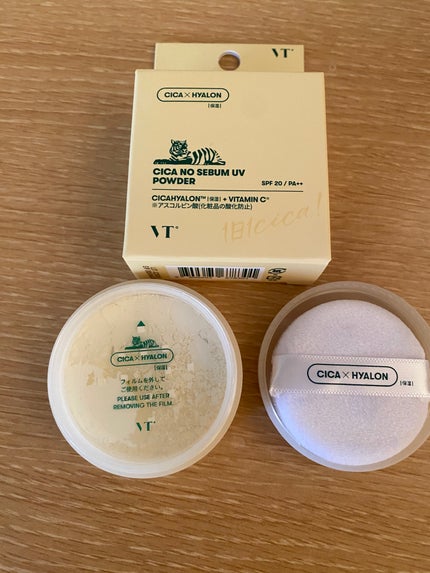 VT
CICA × HYALON
[保湿]
CICA NO SEBUM UV
POWDER
SPF 20 / PA++
CICAHYALON™ [保湿] + VITAMIN C※
※アスコルビン酸(化粧品の酸化防止)
VT
1日1cica!
CICA × HYALON
[保湿]
フォルムを外して
ご使用ください。
PLEASE USE AFTER
REMOVING THE FILM.
VT
CICA × HYALON [保湿]